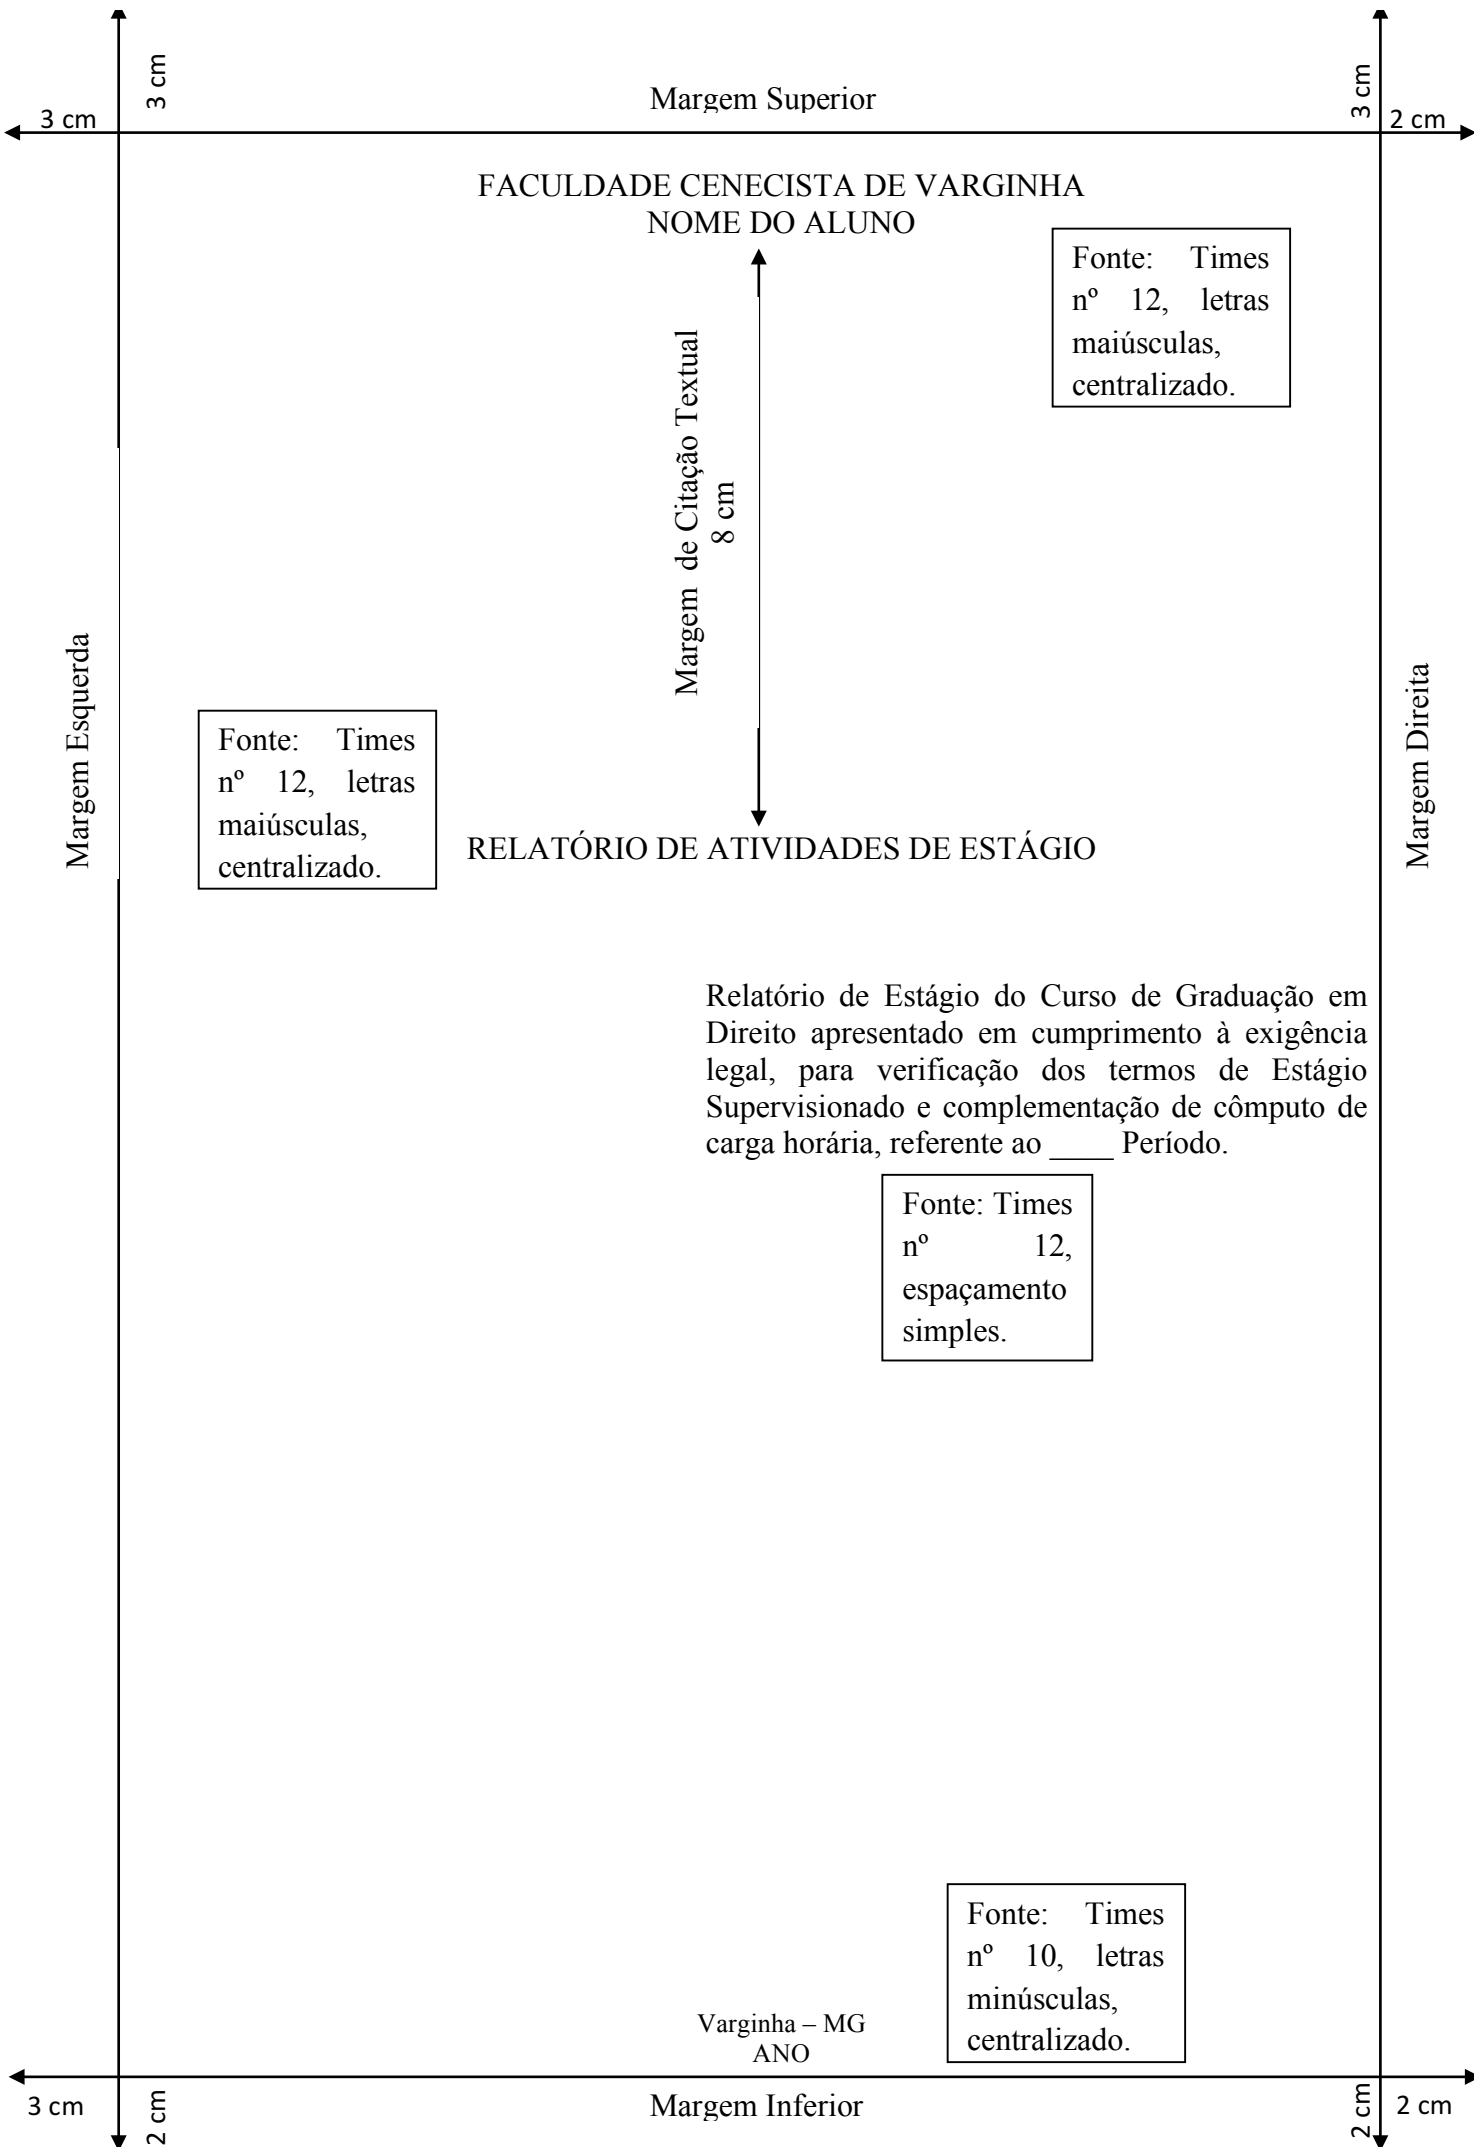 3 cm
3 cm
Margem Superior
3 cm
2 cm
FACULDADE CENECISTA DE VARGINHA
NOME DO ALUNO
Fonte: Times
nº 12, letras
maiúsculas,
centralizado.
Margem de Citação Textual
8 cm
Margem Esquerda
Margem Direita
Fonte: Times
nº 12, letras
maiúsculas,
centralizado.
RELATÓRIO DE ATIVIDADES DE ESTÁGIO
Relatório de Estágio do Curso de Graduação em
Direito apresentado em cumprimento à exigência
legal, para verificação dos termos de Estágio
Supervisionado e complementação de cômputo de
carga horária, referente ao ____ Período.
Fonte: Times
nº 12,
espaçamento
simples.
Fonte: Times
nº 10, letras
minúsculas,
centralizado.
Varginha – MG
ANO
3 cm
2 cm
Margem Inferior
2 cm
2 cm